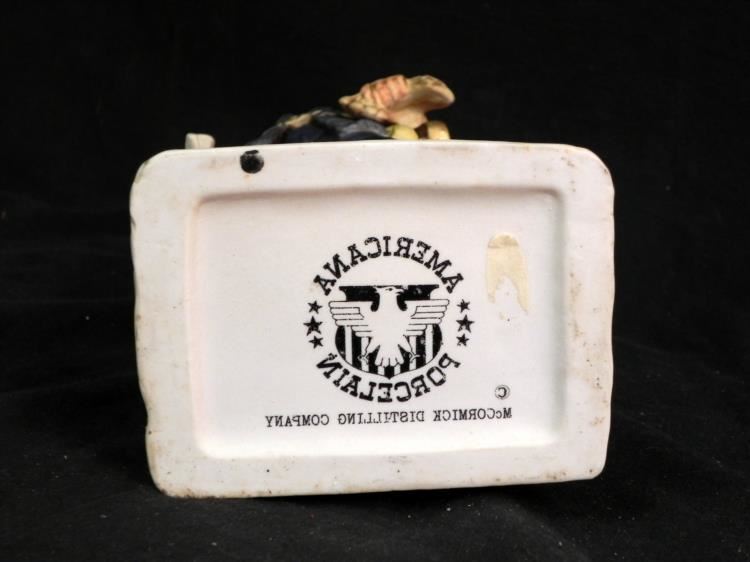 AMERICANA
PORCELAIN
©
McCORMICK DISTILLING COMPANY